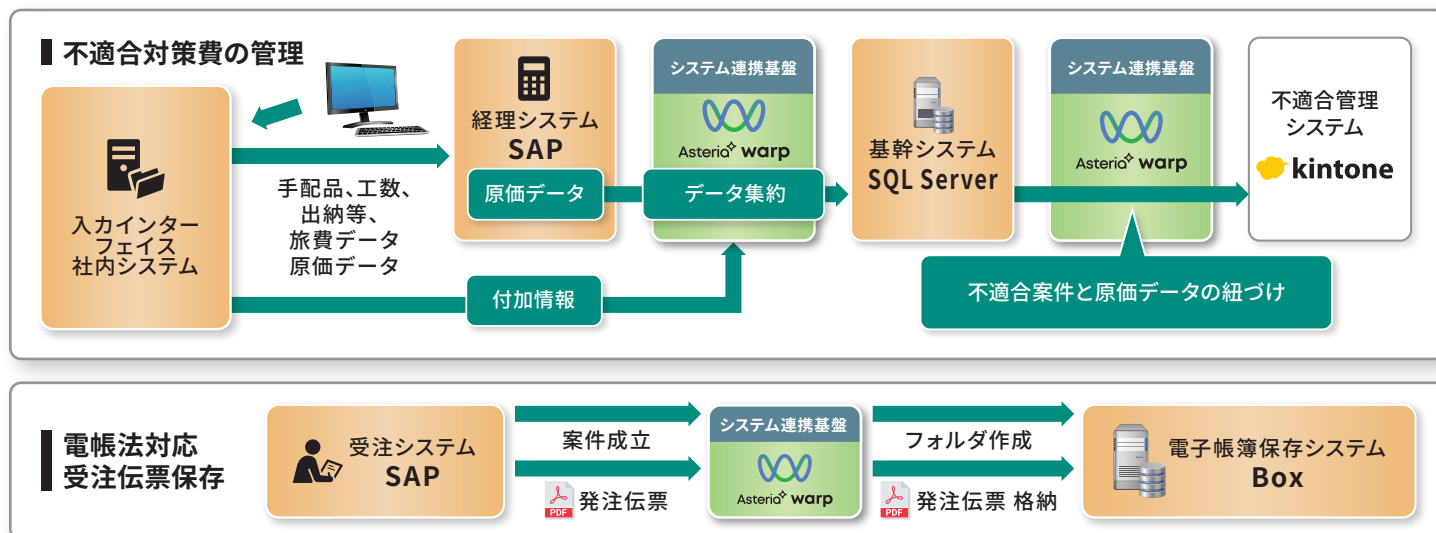 不適合対策費の管理
入力インター
フェイス
社内システム
手配品、工数、
出納等、
旅費データ
原価データ
経理システム
SAP
原価データ
付加情報
システム連携基盤
Asteria warp
データ集約
基幹システム
SQL Server
システム連携基盤
Asteria warp
不適合案件と原価データの紐づけ
不適合管理
システム
kintone
電帳法対応
受注伝票保存
受注システム
SAP
案件成立
PDF
発注伝票
システム連携基盤
Asteria warp
フォルダ作成
PDF
発注伝票 格納
電子帳簿保存システム
Box